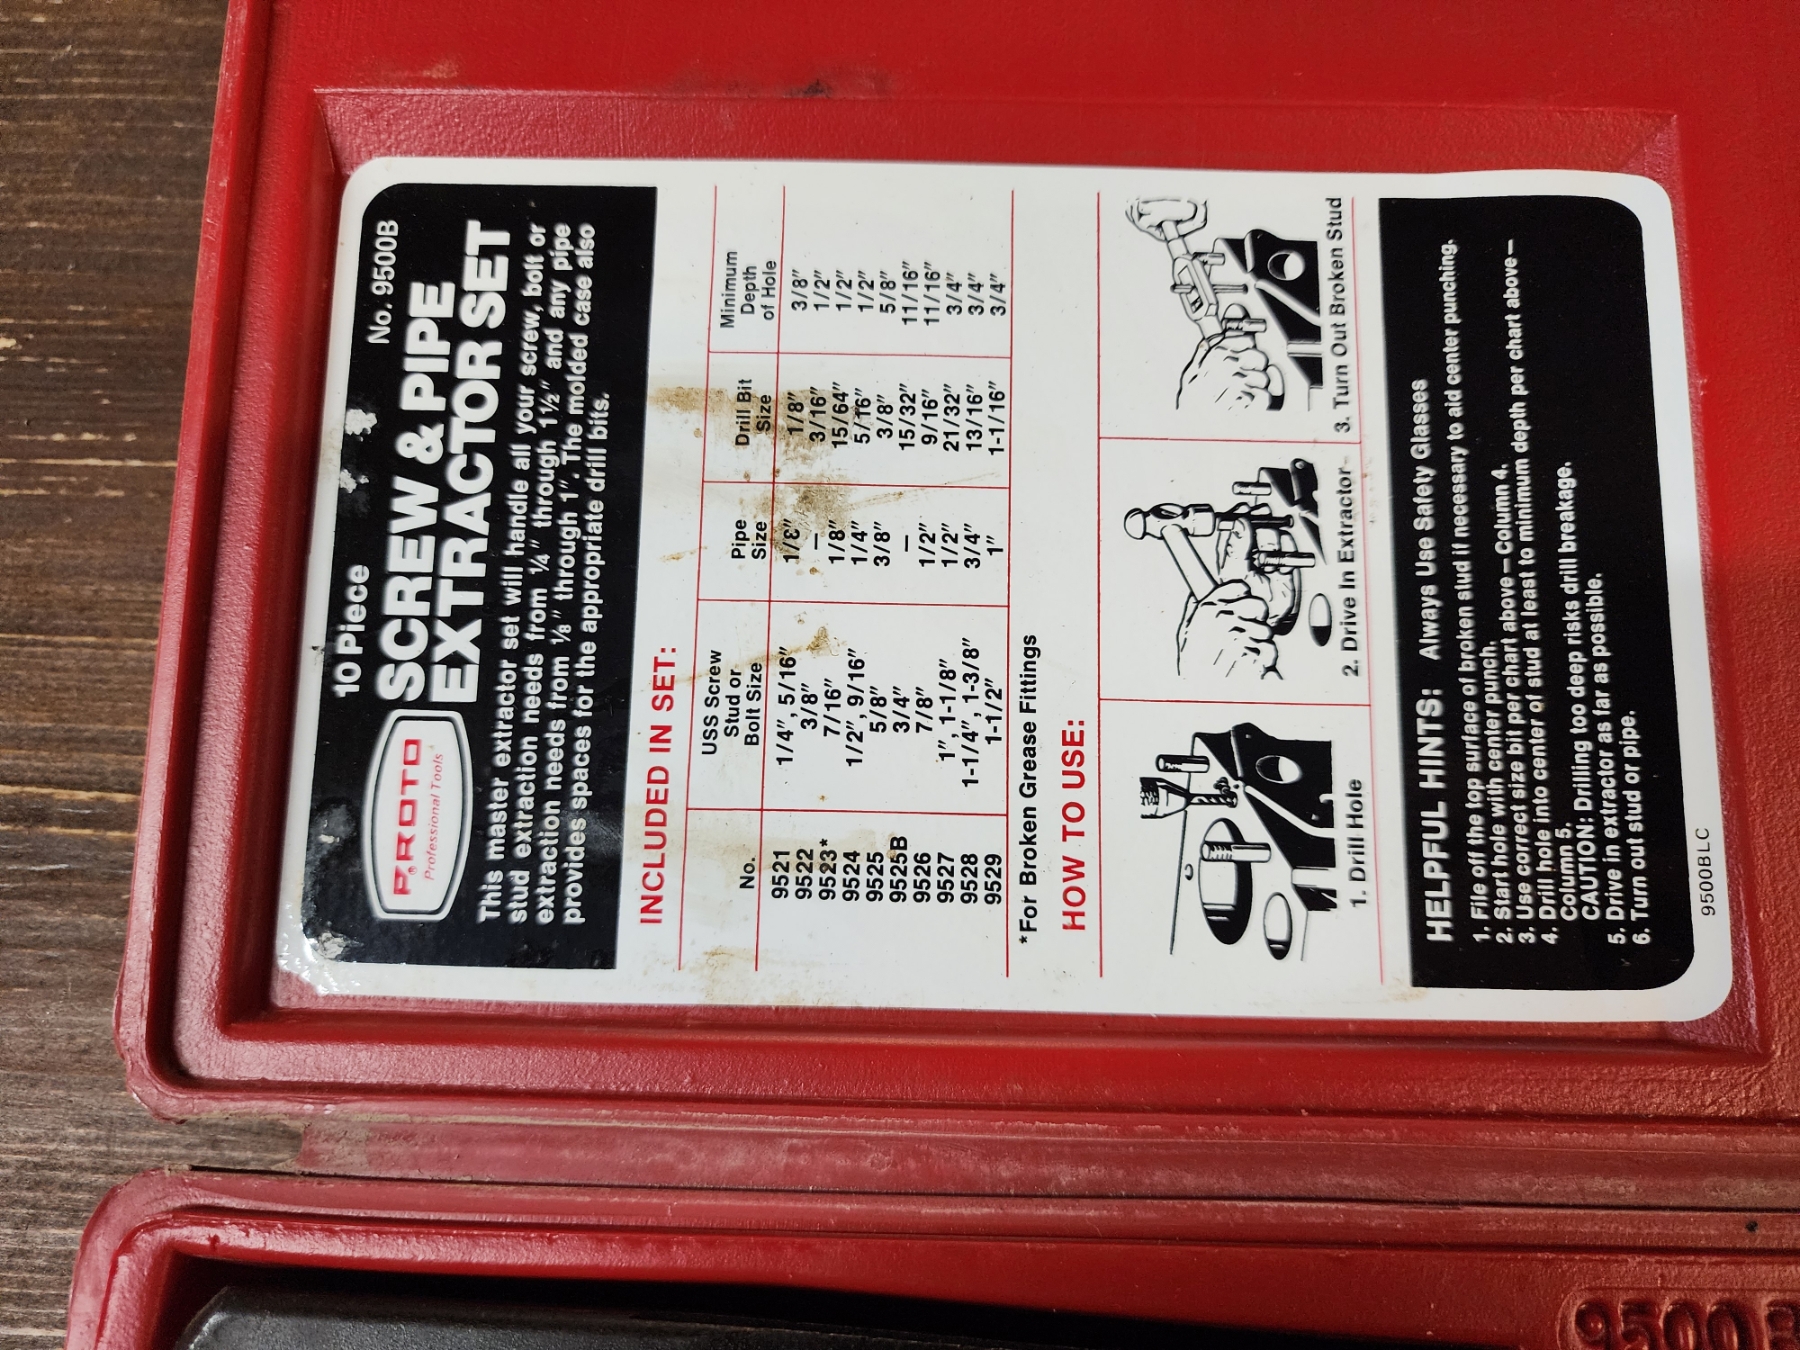 10 Piece No. 9500B
PROTO
Professional Tools
SCREW & PIPE
EXTRACTOR SET
This master extractor set will handle all your screw, bolt or
stud extraction needs from 1/4" through 1 1/2" and any pipe
extraction needs from 1/8" through 1". The molded case also
provides spaces for the appropriate drill bits.
INCLUDED IN SET:
No. USS Screw Stud or Bolt Size Pipe Size Drill Bit Size Minimum Depth of Hole
9521 1/4", 5/16" 1/8" 1/8" 3/8"
9522 3/8" — 3/16" 1/2"
9523* 7/16" 1/8" 15/64" 1/2"
9524 1/2", 9/16" 1/4" 5/16" 1/2"
9525 5/8" 3/8" 3/8" 5/8"
9525B 3/4" — 15/32" 11/16"
9526 7/8" 1/2" 9/16" 11/16"
9527 1", 1-1/8" 1/2" 21/32" 3/4"
9528 1-1/4", 1-3/8" 3/4" 13/16" 3/4"
9529 1-1/2" 1" 1-1/16" 3/4"
*For Broken Grease Fittings
HOW TO USE:
1. Drill Hole
2. Drive In Extractor
3. Turn Out Broken Stud
HELPFUL HINTS: Always Use Safety Glasses
1. File off the top surface of broken stud if necessary to aid center punching.
2. Start hole with center punch.
3. Use correct size bit per chart above—Column 4.
4. Drill hole into center of stud at least to minimum depth per chart above—
Column 5.
CAUTION: Drilling too deep risks drill breakage.
5. Drive in extractor as far as possible.
6. Turn out stud or pipe.
9500BLC
9500B